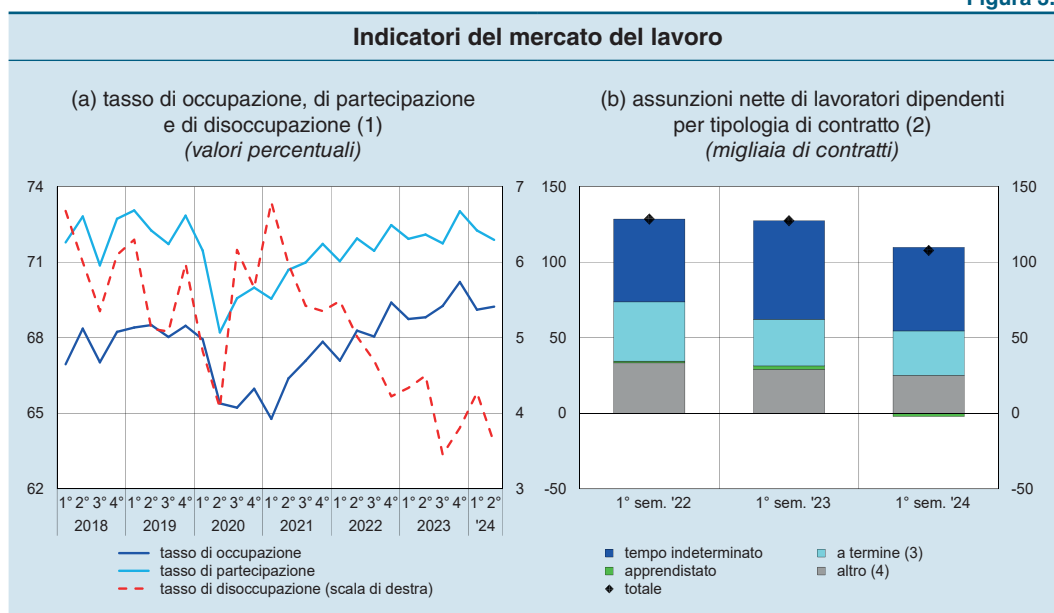 Figura 3.
Indicatori del mercato del lavoro
(a) tasso di occupazione, di partecipazione
e di disoccupazione (1)
(valori percentuali)
74
71
68
65
62
7
6
5
4
3
1° 2° 3° 4° 1° 2° 3° 4° 1° 2° 3° 4° 1° 2° 3° 4° 1° 2° 3° 4° 1° 2° 3° 4° 1° 2°
2018 2019 2020 2021 2022 2023 '24
tasso di occupazione
tasso di partecipazione
tasso di disoccupazione (scala di destra)
(b) assunzioni nette di lavoratori dipendenti
per tipologia di contratto (2)
(migliaia di contratti)
150
100
50
0
-50
150
100
50
0
-50
1° sem. '22 1° sem. '23 1° sem. '24
tempo indeterminato a termine (3)
apprendistato altro (4)
totale